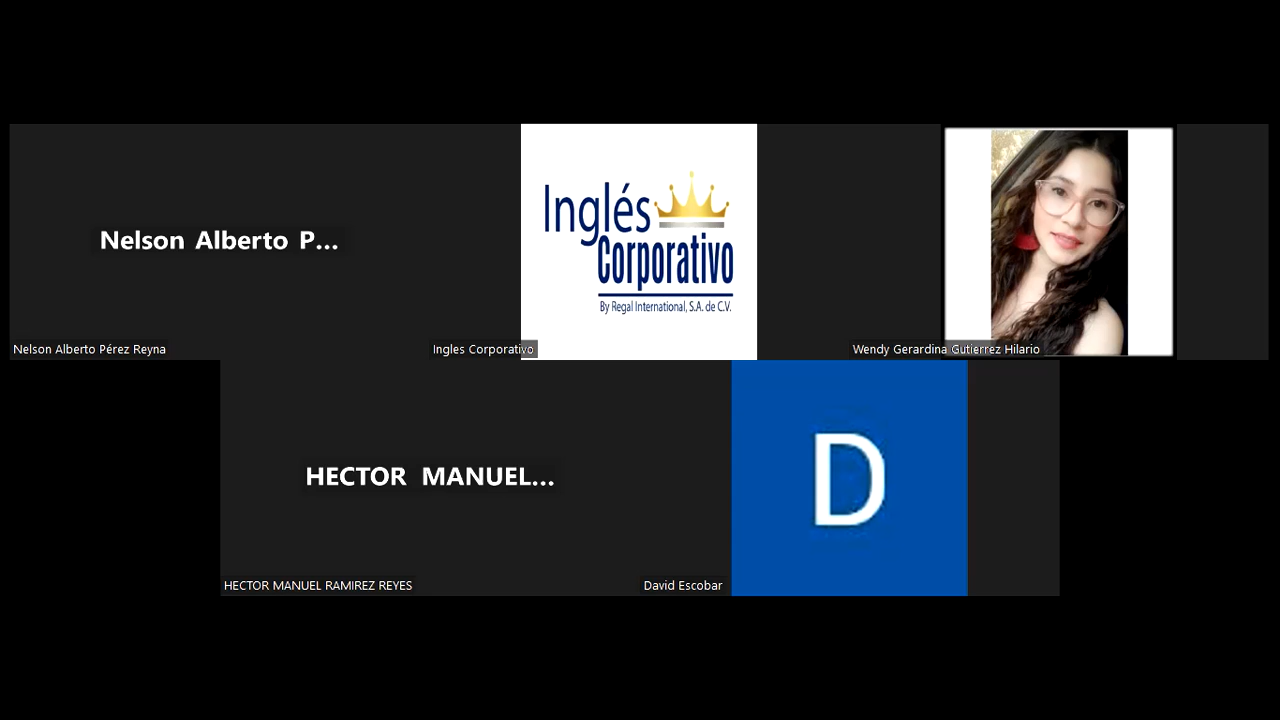 Nelson Alberto P...
Nelson Alberto Pérez Reyna
Inglés
Corporativo
By Regal International, S.A. de C.V.
Ingles Corporativo
Wendy Gerardina Gutierrez Hilario
HECTOR MANUEL...
HECTOR MANUEL RAMIREZ REYES
D
David Escobar